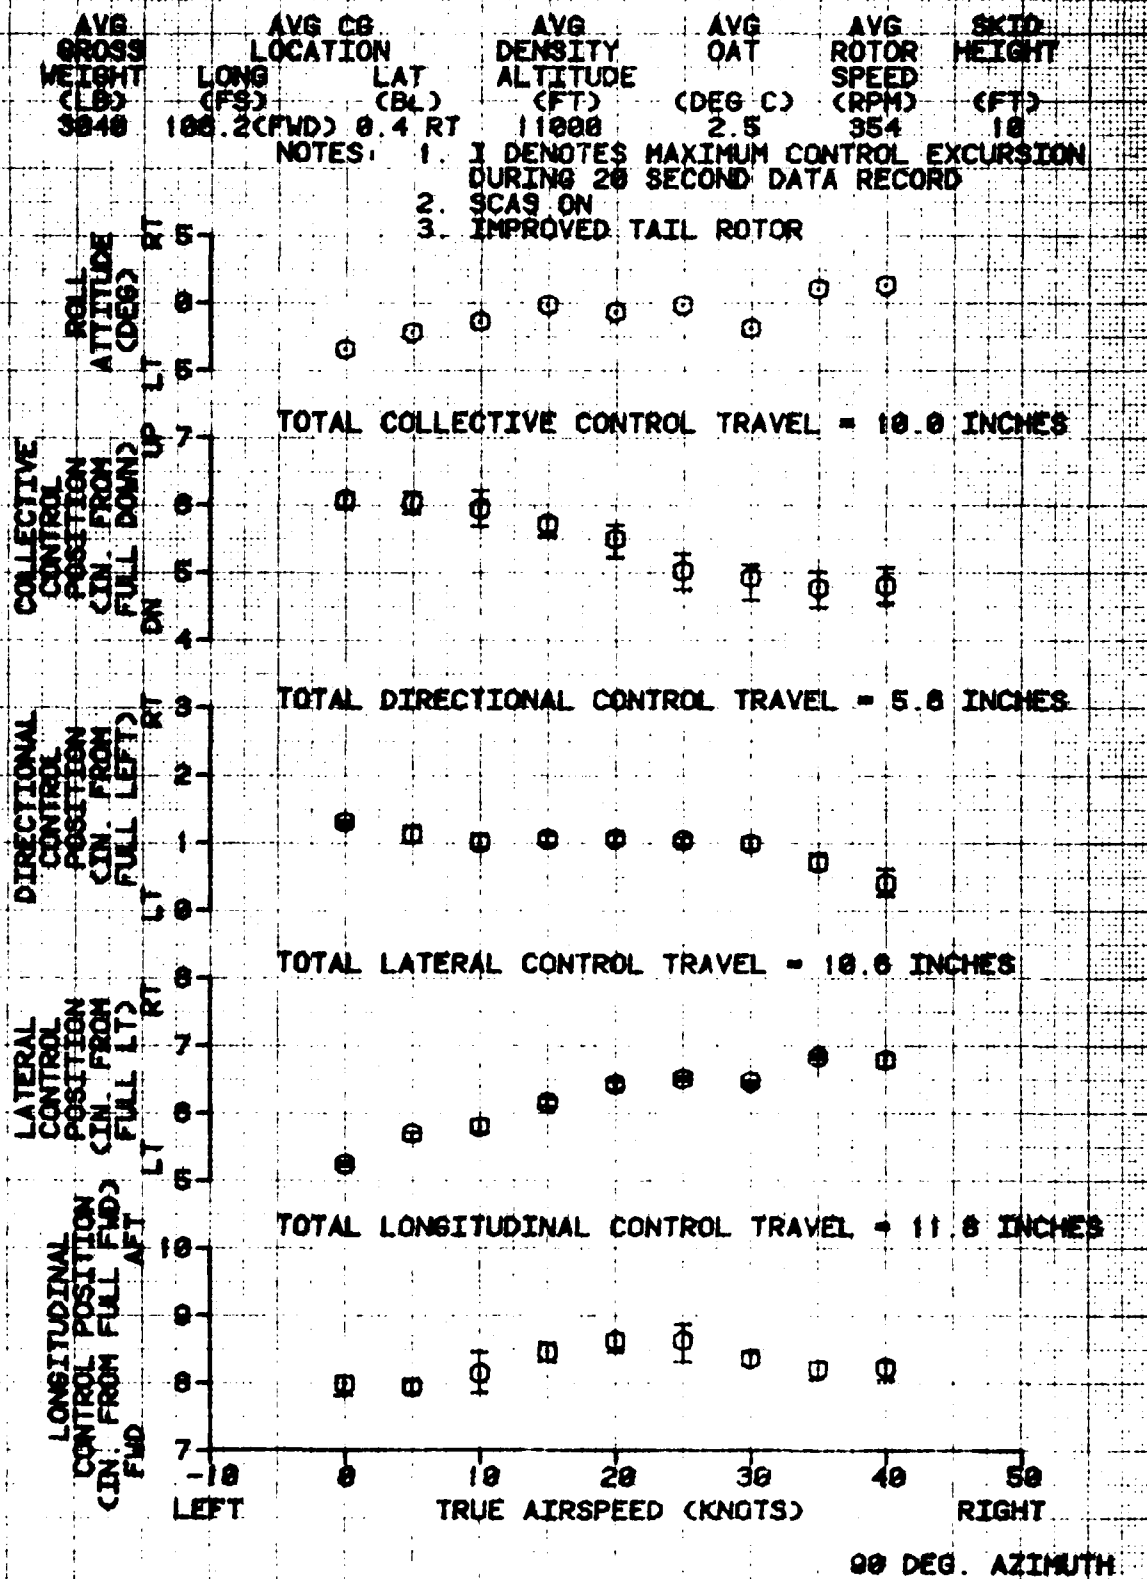 AVG AVG CG AVG AVG AVG SKID
GROSS LOCATION DENSITY OAT ROTOR HEIGHT
WEIGHT LONG LAT ALTITUDE SPEED
(LB) (FS) (BL) (FT) (DEG C) (RPM) (FT)
3040 106.2(FWD) 0.4 RT 11000 2.5 354 10
NOTES: 1. I DENOTES MAXIMUM CONTROL EXCURSION
DURING 20 SECOND DATA RECORD
2. SCAS ON
3. IMPROVED TAIL ROTOR
ROLL
ATTITUDE
(DEG)
LT RT
5
0
5
TOTAL COLLECTIVE CONTROL TRAVEL = 10.0 INCHES
COLLECTIVE
CONTROL
POSITION
(IN. FROM
FULL DOWN)
DN UP
7
6
5
4
TOTAL DIRECTIONAL CONTROL TRAVEL = 5.6 INCHES
DIRECTIONAL
CONTROL
POSITION
(IN. FROM
FULL LEFT)
LT RT
3
2
1
0
TOTAL LATERAL CONTROL TRAVEL = 10.6 INCHES
LATERAL
CONTROL
POSITION
(IN. FROM
FULL LT)
LT RT
8
7
6
5
TOTAL LONGITUDINAL CONTROL TRAVEL = 11.8 INCHES
LONGITUDINAL
CONTROL POSITION
(IN. FROM FULL FWD)
FWD AFT
10
9
8
7
-10 0 10 20 30 40 50
LEFT TRUE AIRSPEED (KNOTS) RIGHT
90 DEG. AZIMUTH